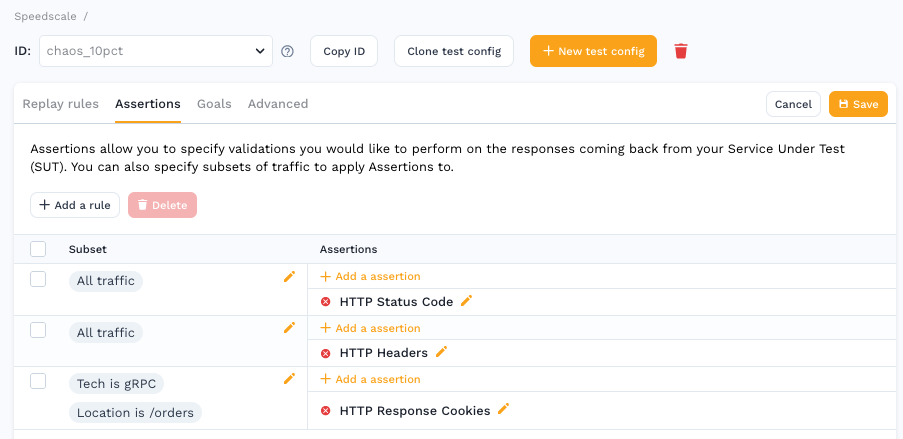 Speedscale /
ID: chaos_10pct Copy ID Clone test config + New test config
Replay rules Assertions Goals Advanced Cancel Save
Assertions allow you to specify validations you would like to perform on the responses coming back from your Service Under Test
(SUT). You can also specify subsets of traffic to apply Assertions to.
+ Add a rule Delete
Subset Assertions
All traffic + Add a assertion
HTTP Status Code
All traffic + Add a assertion
HTTP Headers
Tech is gRPC + Add a assertion
Location is /orders HTTP Response Cookies